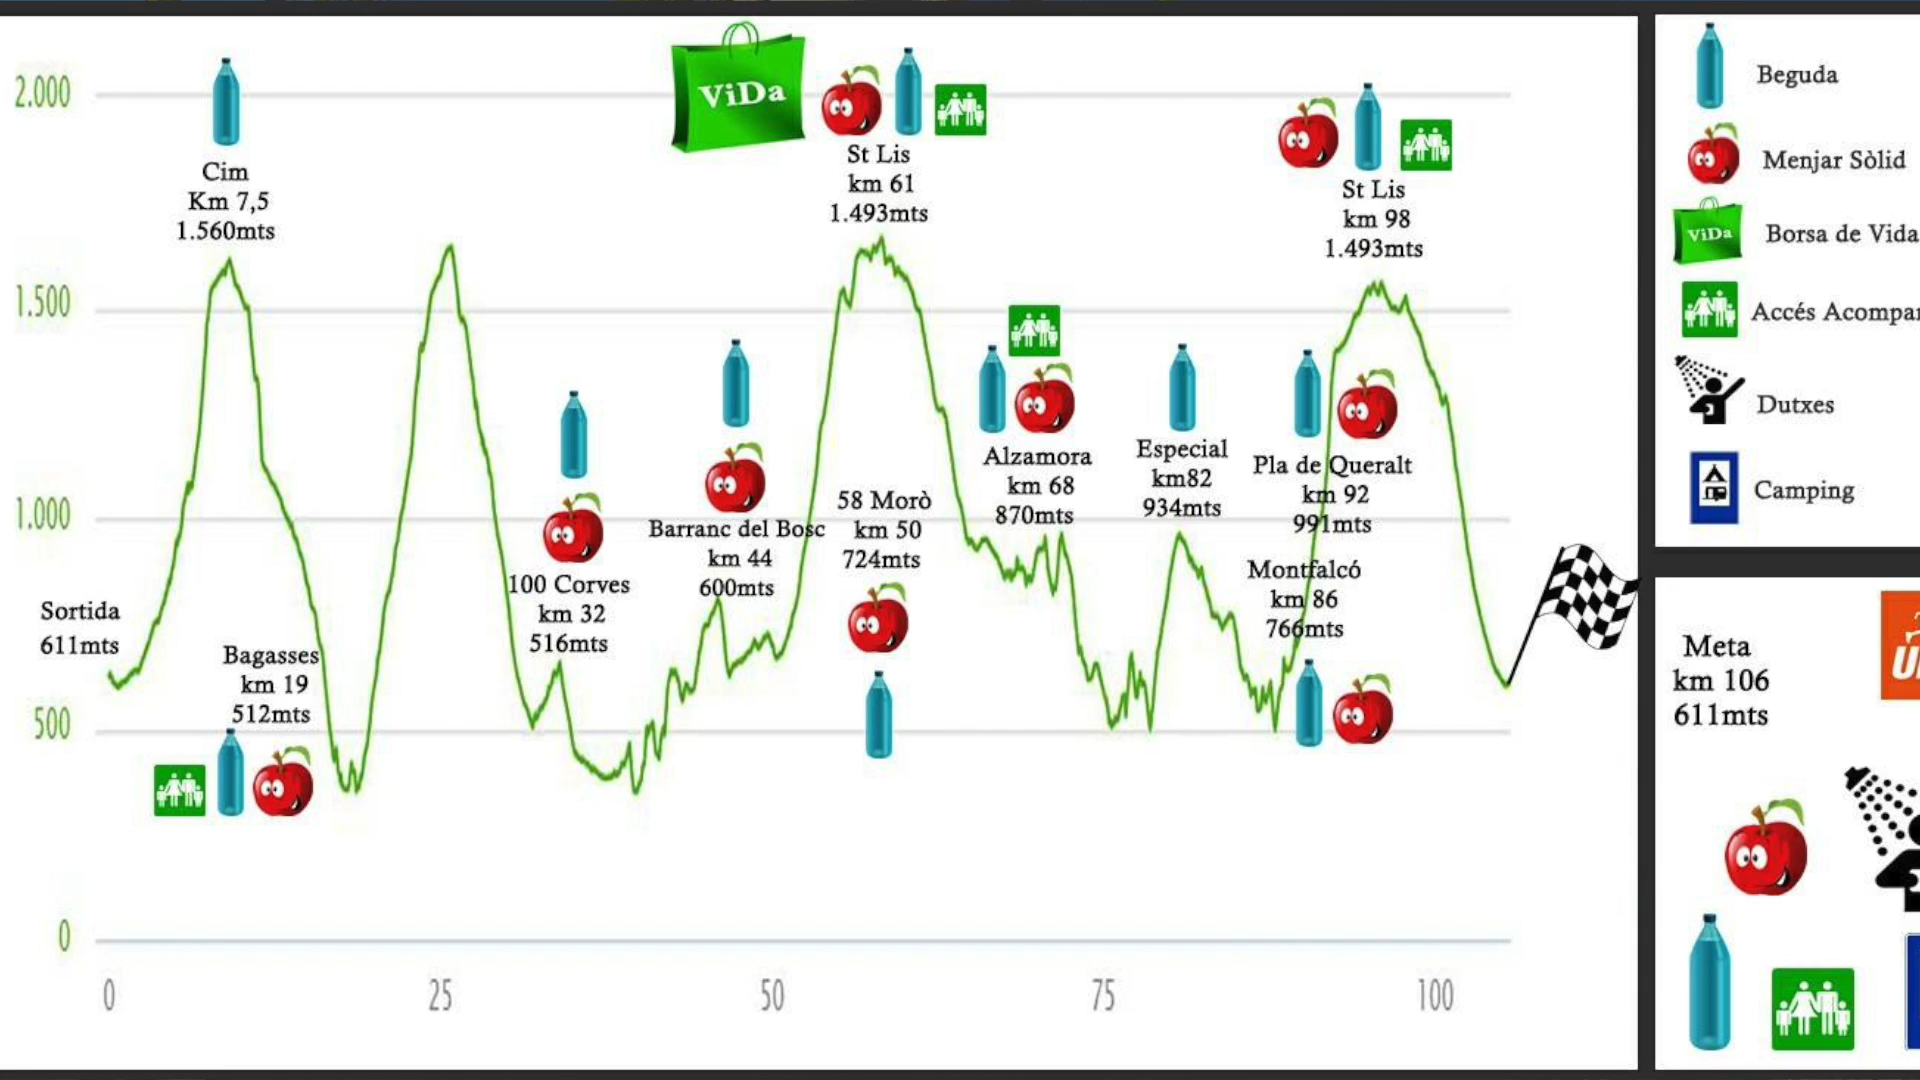 2.000
1.500
1.000
500
0
0
25
50
75
100
Sortida
611mts
Cim
Km 7,5
1.560mts
Bagasses
km 19
512mts
100 Corves
km 32
516mts
Barranc del Bosc
km 44
600mts
58 Morò
km 50
724mts
ViDa
St Lis
km 61
1.493mts
Alzamora
km 68
870mts
Especial
km82
934mts
Montfalcó
km 86
766mts
Pla de Queralt
km 92
991mts
St Lis
km 98
1.493mts
Beguda
Menjar Sòlid
ViDa
Borsa de Vida
Accés Acompa
Dutxes
Camping
Meta
km 106
611mts